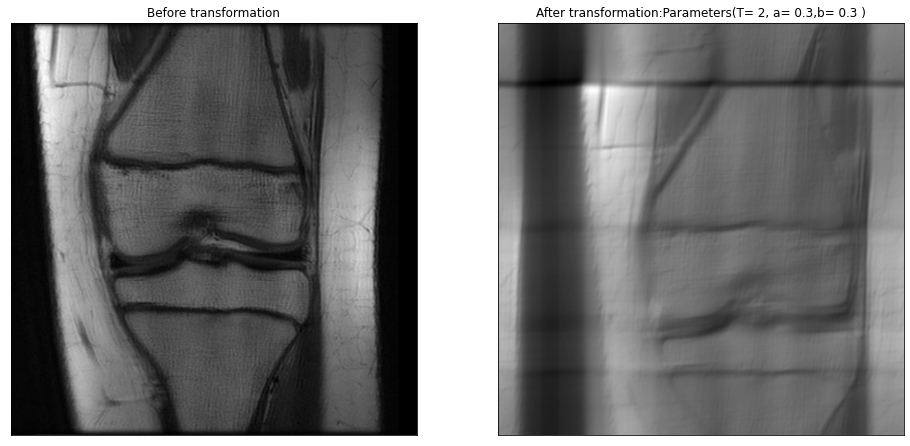 Before transformation
After transformation:Parameters(T= 2, a= 0.3,b= 0.3 )